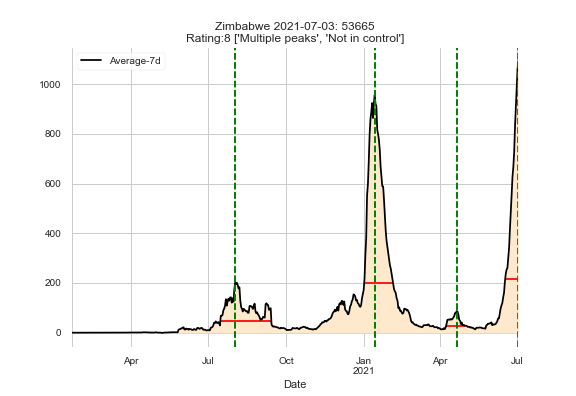 Zimbabwe 2021-07-03: 53665
Rating:8 ['Multiple peaks', 'Not in control']
Average-7d
1000
800
600
400
200
0
Apr Jul Oct Jan Apr Jul
2021
Date